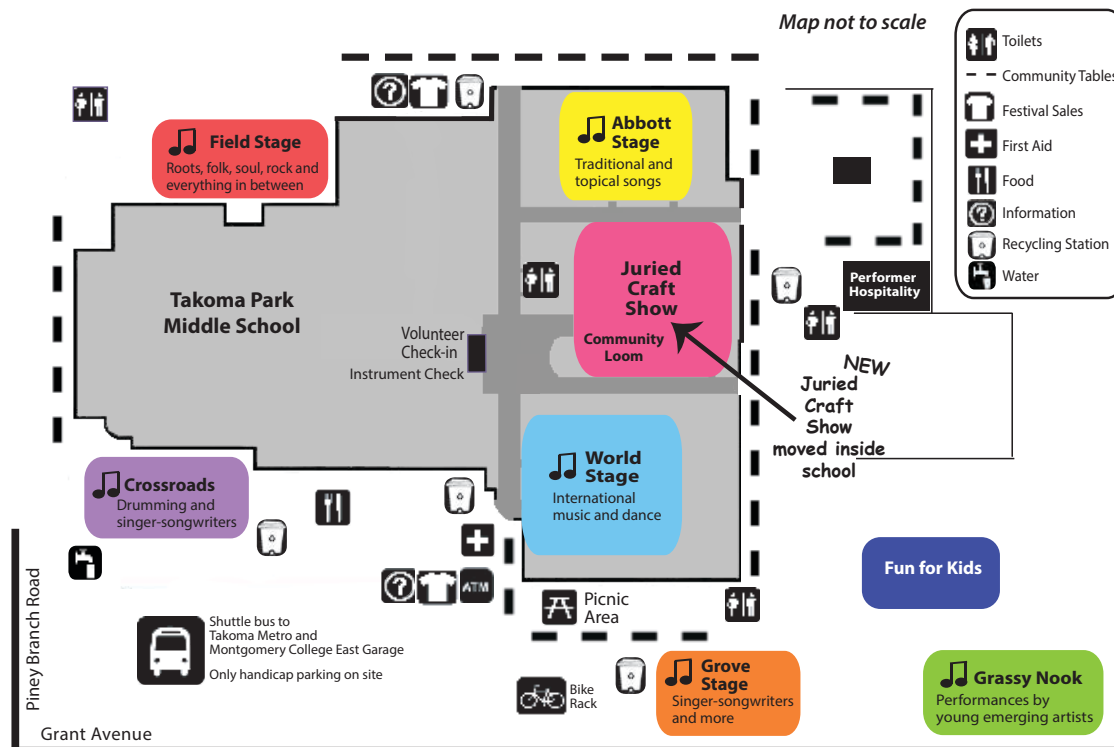 Map not to scale
Toilets
Community Tables
Festival Sales
First Aid
Food
Information
Recycling Station
Water
Field Stage
Roots, folk, soul, rock and
everything in between
Abbott
Stage
Traditional and
topical songs
Takoma Park
Middle School
Volunteer
Check-in
Instrument Check
Juried
Craft
Show
Community
Loom
Performer
Hospitality
NEW
Juried
Craft
Show
moved inside
school
Crossroads
Drumming and
singer-songwriters
World
Stage
International
music and dance
Fun for Kids
ATM
Picnic
Area
Shuttle bus to
Takoma Metro and
Montgomery College East Garage
Only handicap parking on site
Bike
Rack
Grove
Stage
Singer-songwriters
and more
Grassy Nook
Performances by
young emerging artists
Piney Branch Road
Grant Avenue